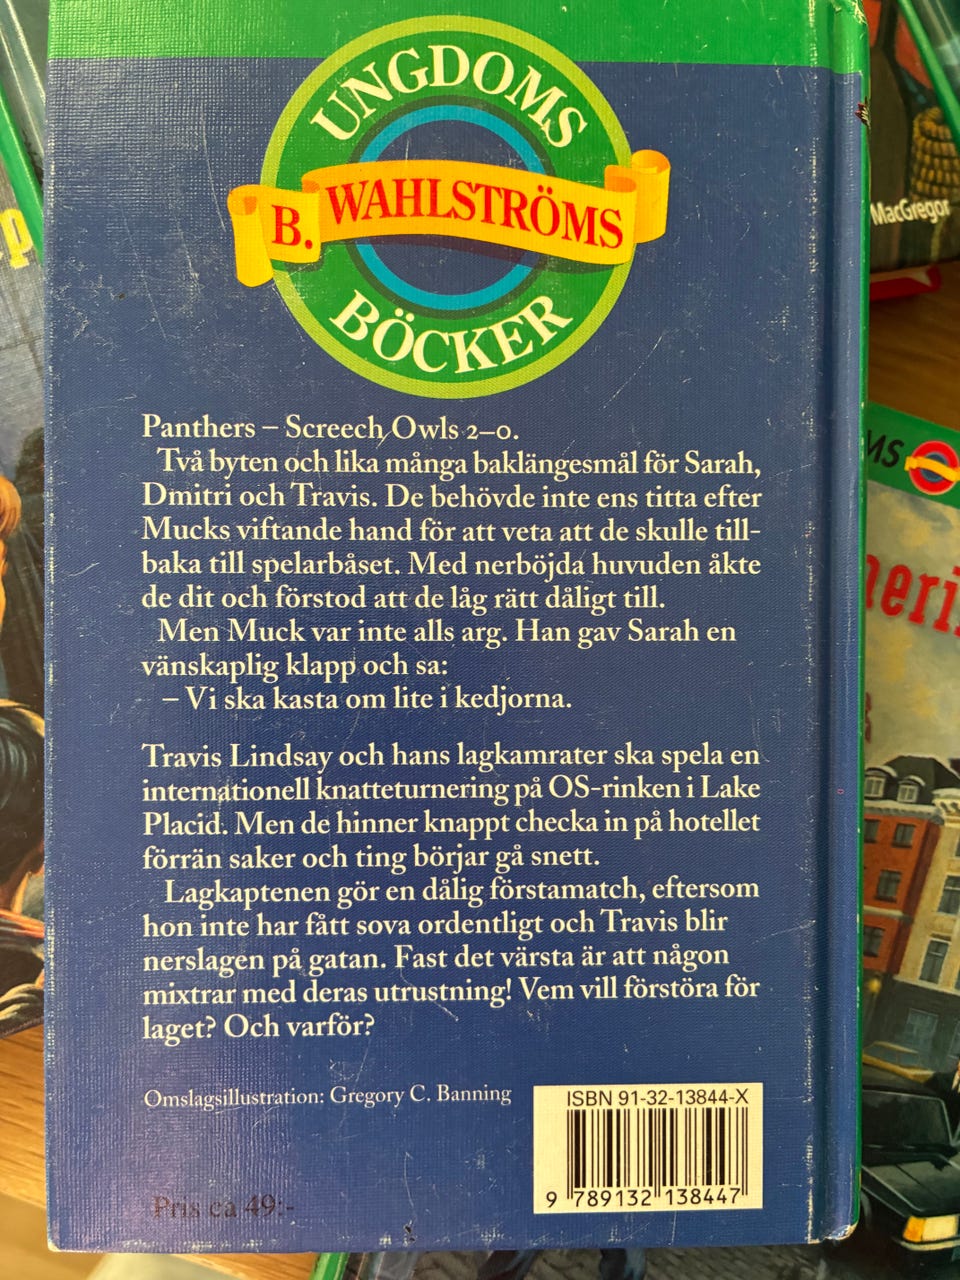 UNGDOMS
B. WAHLSTRÖMS
BÖCKER
MacGregor
MS
Panthers – Screech Owls 2–0.
Två byten och lika många baklängesmål för Sarah,
Dmitri och Travis. De behövde inte ens titta efter
Mucks viftande hand för att veta att de skulle till-
baka till spelarbåset. Med nerböjda huvuden åkte
de dit och förstod att de låg rätt dåligt till.
Men Muck var inte alls arg. Han gav Sarah en
vänskaplig klapp och sa:
– Vi ska kasta om lite i kedjorna.
Travis Lindsay och hans lagkamrater ska spela en
internationell knatteturnering på OS-rinken i Lake
Placid. Men de hinner knappt checka in på hotellet
förrän saker och ting börjar gå snett.
Lagkaptenen gör en dålig förstamatch, eftersom
hon inte har fått sova ordentligt och Travis blir
nerslagen på gatan. Fast det värsta är att någon
mixtrar med deras utrustning! Vem vill förstöra för
laget? Och varför?
Omslagsillustration: Gregory C. Banning
ISBN 91-32-13844-X
9 789132 138447
Pris ca 49:-